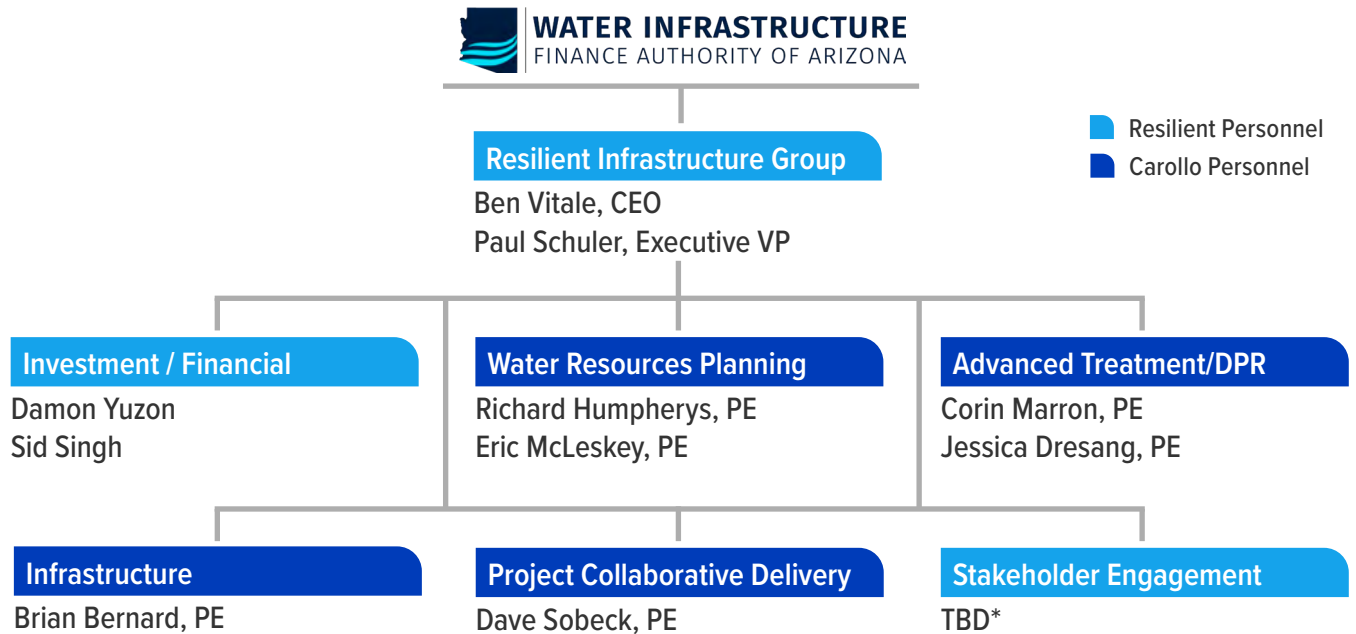 WATER INFRASTRUCTURE
FINANCE AUTHORITY OF ARIZONA
Resilient Personnel
Carollo Personnel
Resilient Infrastructure Group
Ben Vitale, CEO
Paul Schuler, Executive VP
Investment / Financial
Damon Yuzon
Sid Singh
Water Resources Planning
Richard Humpherys, PE
Eric McLeskey, PE
Advanced Treatment/DPR
Corin Marron, PE
Jessica Dresang, PE
Infrastructure
Brian Bernard, PE
Project Collaborative Delivery
Dave Sobeck, PE
Stakeholder Engagement
TBD*